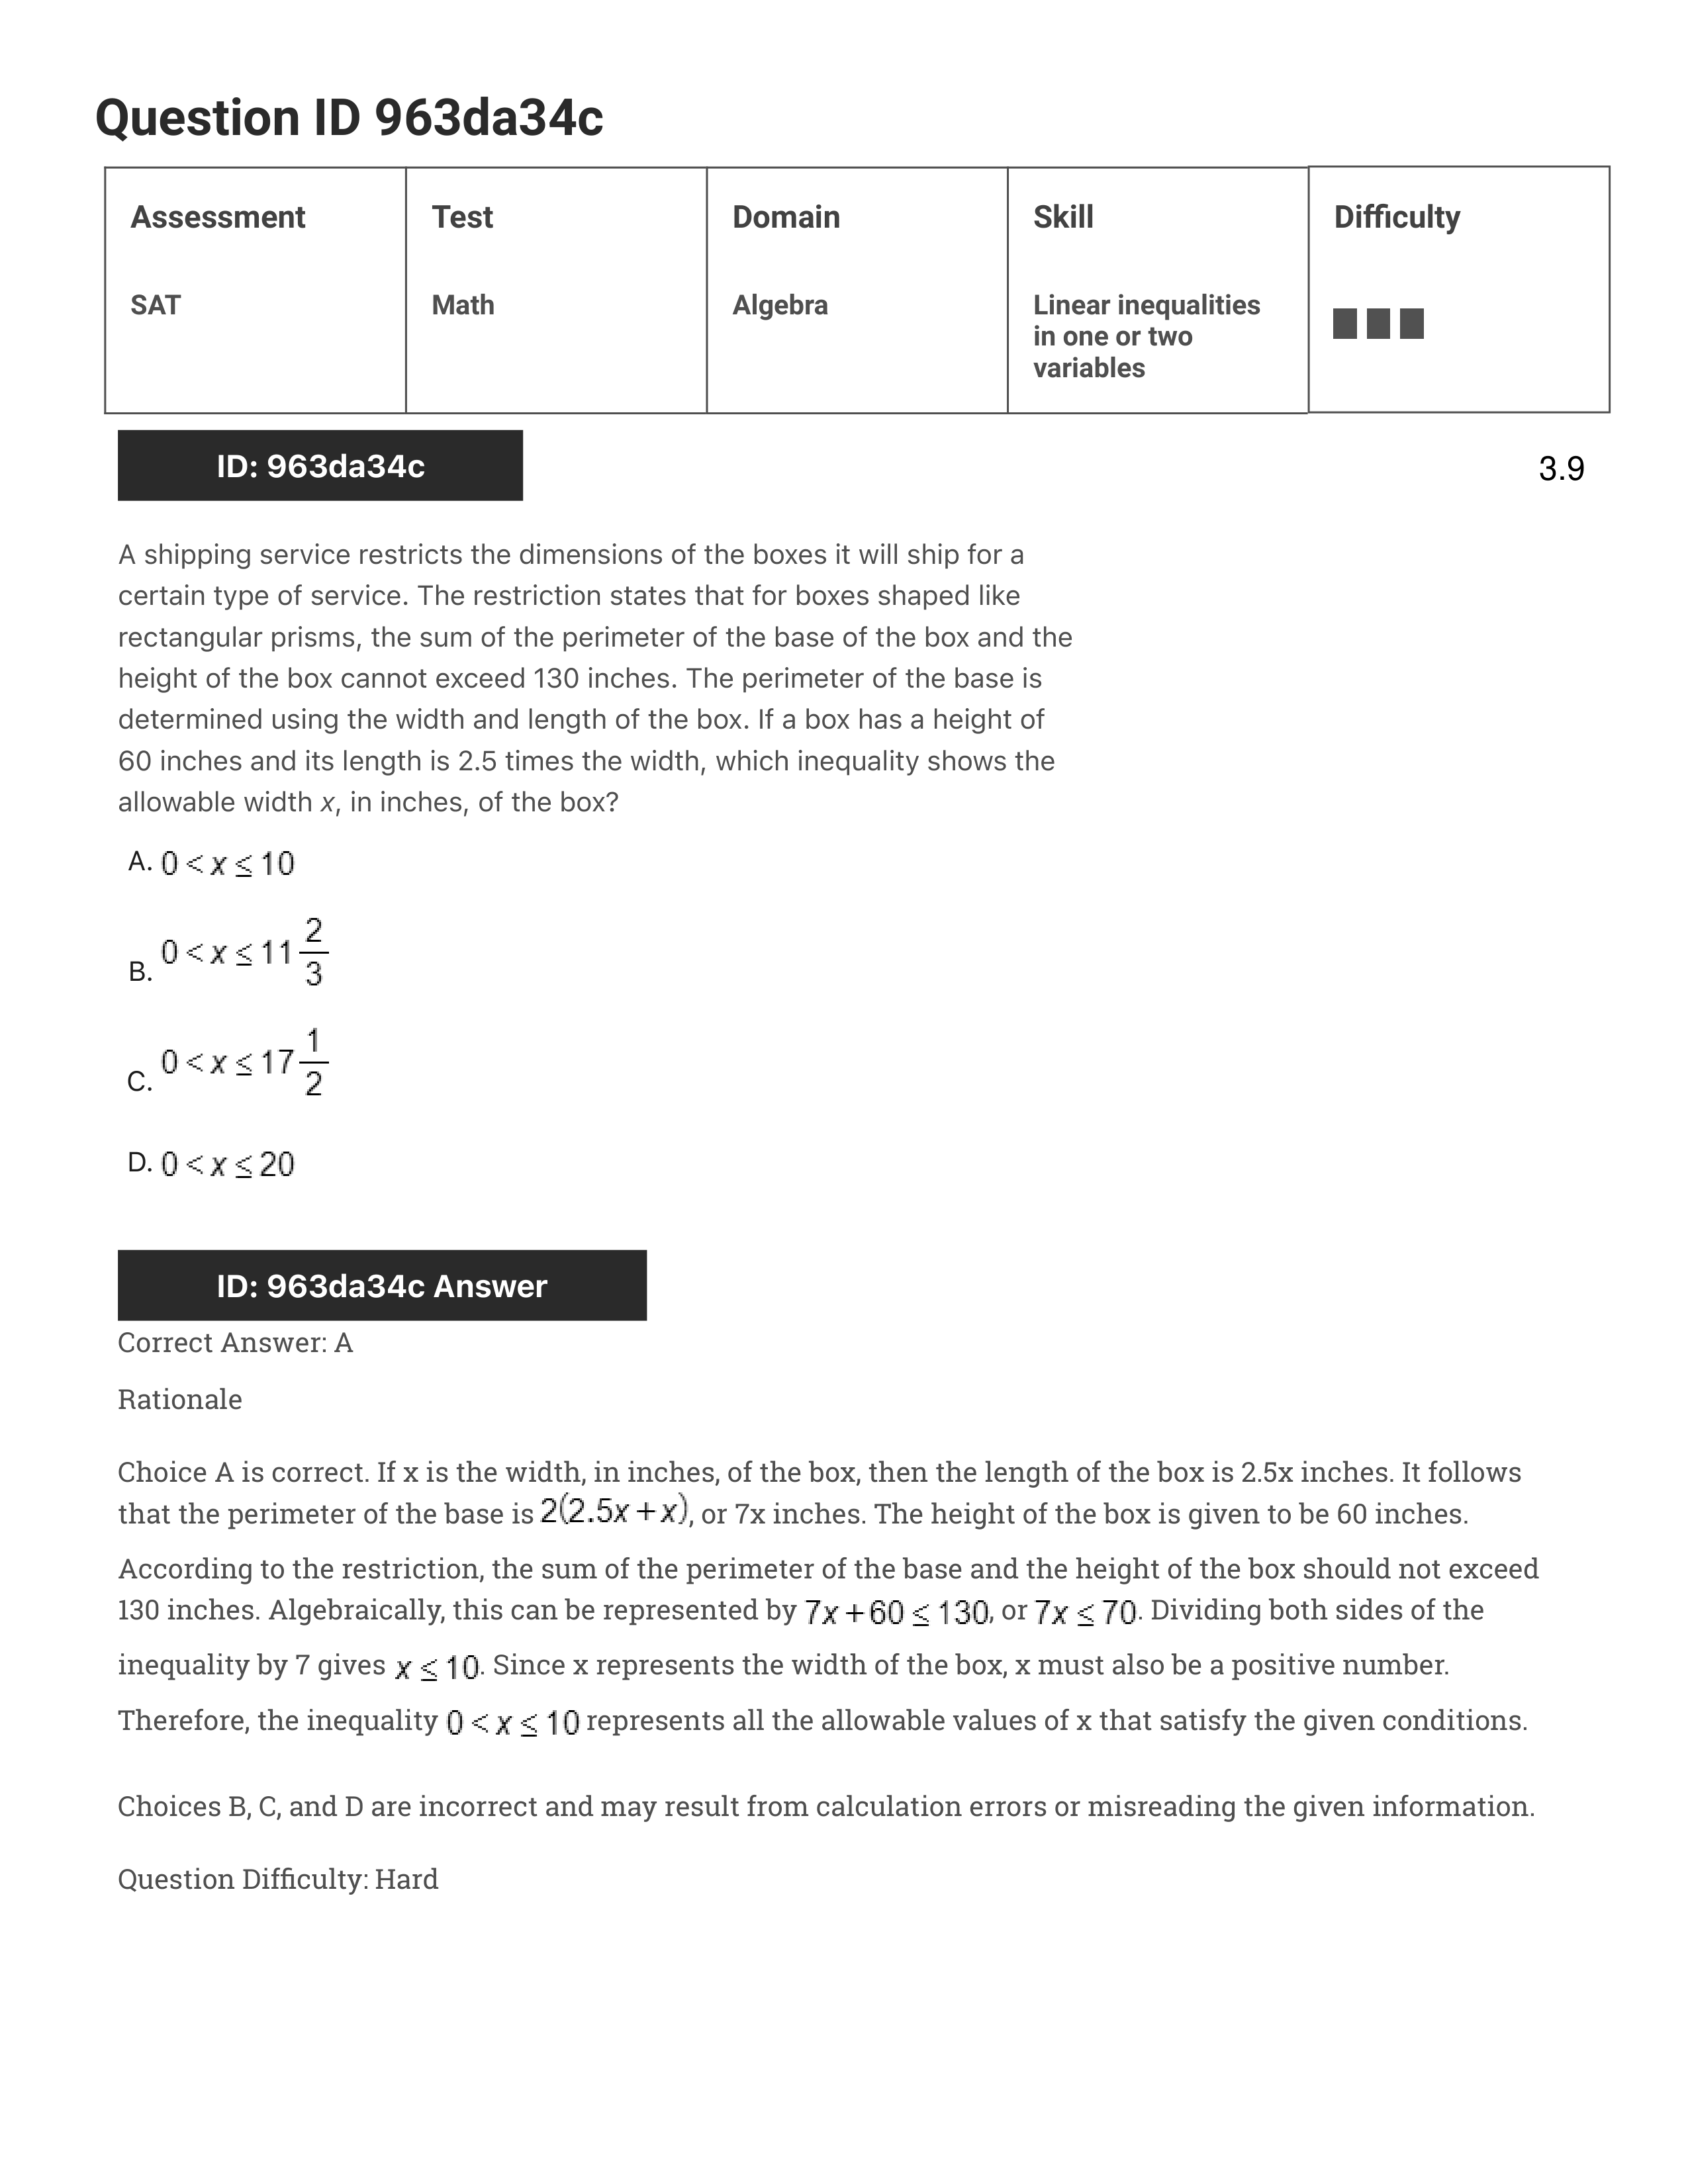 Question ID 963da34c
Assessment Test Domain Skill Difficulty
SAT Math Algebra Linear inequalities
in one or two
variables
ID: 963da34c
3.9
A shipping service restricts the dimensions of the boxes it will ship for a
certain type of service. The restriction states that for boxes shaped like
rectangular prisms, the sum of the perimeter of the base of the box and the
height of the box cannot exceed 130 inches. The perimeter of the base is
determined using the width and length of the box. If a box has a height of
60 inches and its length is 2.5 times the width, which inequality shows the
allowable width x, in inches, of the box?
A. 0 < x ≤ 10
B. 0 < x ≤ 11 2/3
C. 0 < x ≤ 17 1/2
D. 0 < x ≤ 20
ID: 963da34c Answer
Correct Answer: A
Rationale
Choice A is correct. If x is the width, in inches, of the box, then the length of the box is 2.5x inches. It follows
that the perimeter of the base is 2(2.5x + x), or 7x inches. The height of the box is given to be 60 inches.
According to the restriction, the sum of the perimeter of the base and the height of the box should not exceed
130 inches. Algebraically, this can be represented by 7x + 60 ≤ 130, or 7x ≤ 70. Dividing both sides of the
inequality by 7 gives x ≤ 10. Since x represents the width of the box, x must also be a positive number.
Therefore, the inequality 0 < x ≤ 10 represents all the allowable values of x that satisfy the given conditions.
Choices B, C, and D are incorrect and may result from calculation errors or misreading the given information.
Question Difficulty: Hard